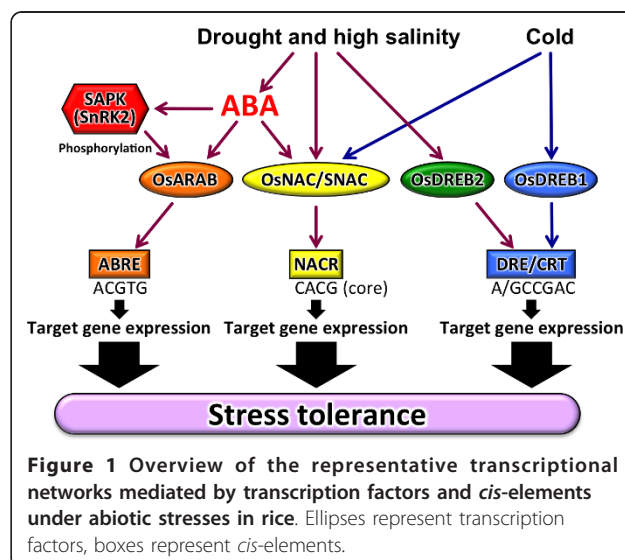 Drought and high salinity Cold
SAPK
(SnRK2)
ABA
Phosphorylation
OsARAB OsNAC/SNAC OsDREB2 OsDREB1
ABRE NACR DRE/CRT
ACGTG CACG (core) A/GCCGAC
Target gene expression Target gene expression Target gene expression
Stress tolerance
Figure 1 Overview of the representative transcriptional
networks mediated by transcription factors and cis-elements
under abiotic stresses in rice. Ellipses represent transcription
factors, boxes represent cis-elements.